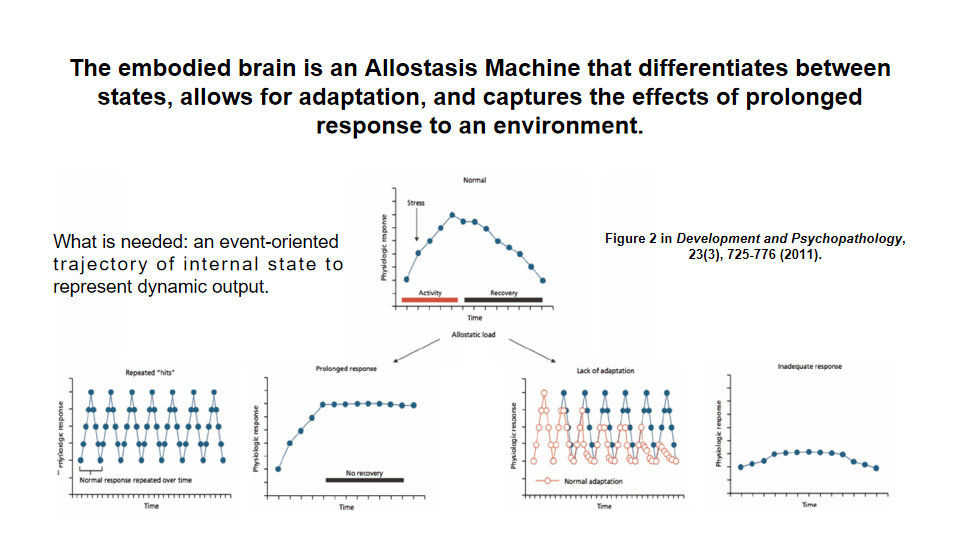 The embodied brain is an Allostasis Machine that differentiates between
states, allows for adaptation, and captures the effects of prolonged
response to an environment.
What is needed: an event-oriented
trajectory of internal state to
represent dynamic output.
Normal
Stress
Physiologic response
Activity
Recovery
Time
Allostatic load
Figure 2 in Development and Psychopathology,
23(3), 725-776 (2011).
Repeated "hits"
Physiologic response
Normal response repeated over time
Time
Prolonged response
Physiologic response
No recovery
Time
Lack of adaptation
Physiologic response
Normal adaptation
Time
Inadequate response
Physiologic response
Time